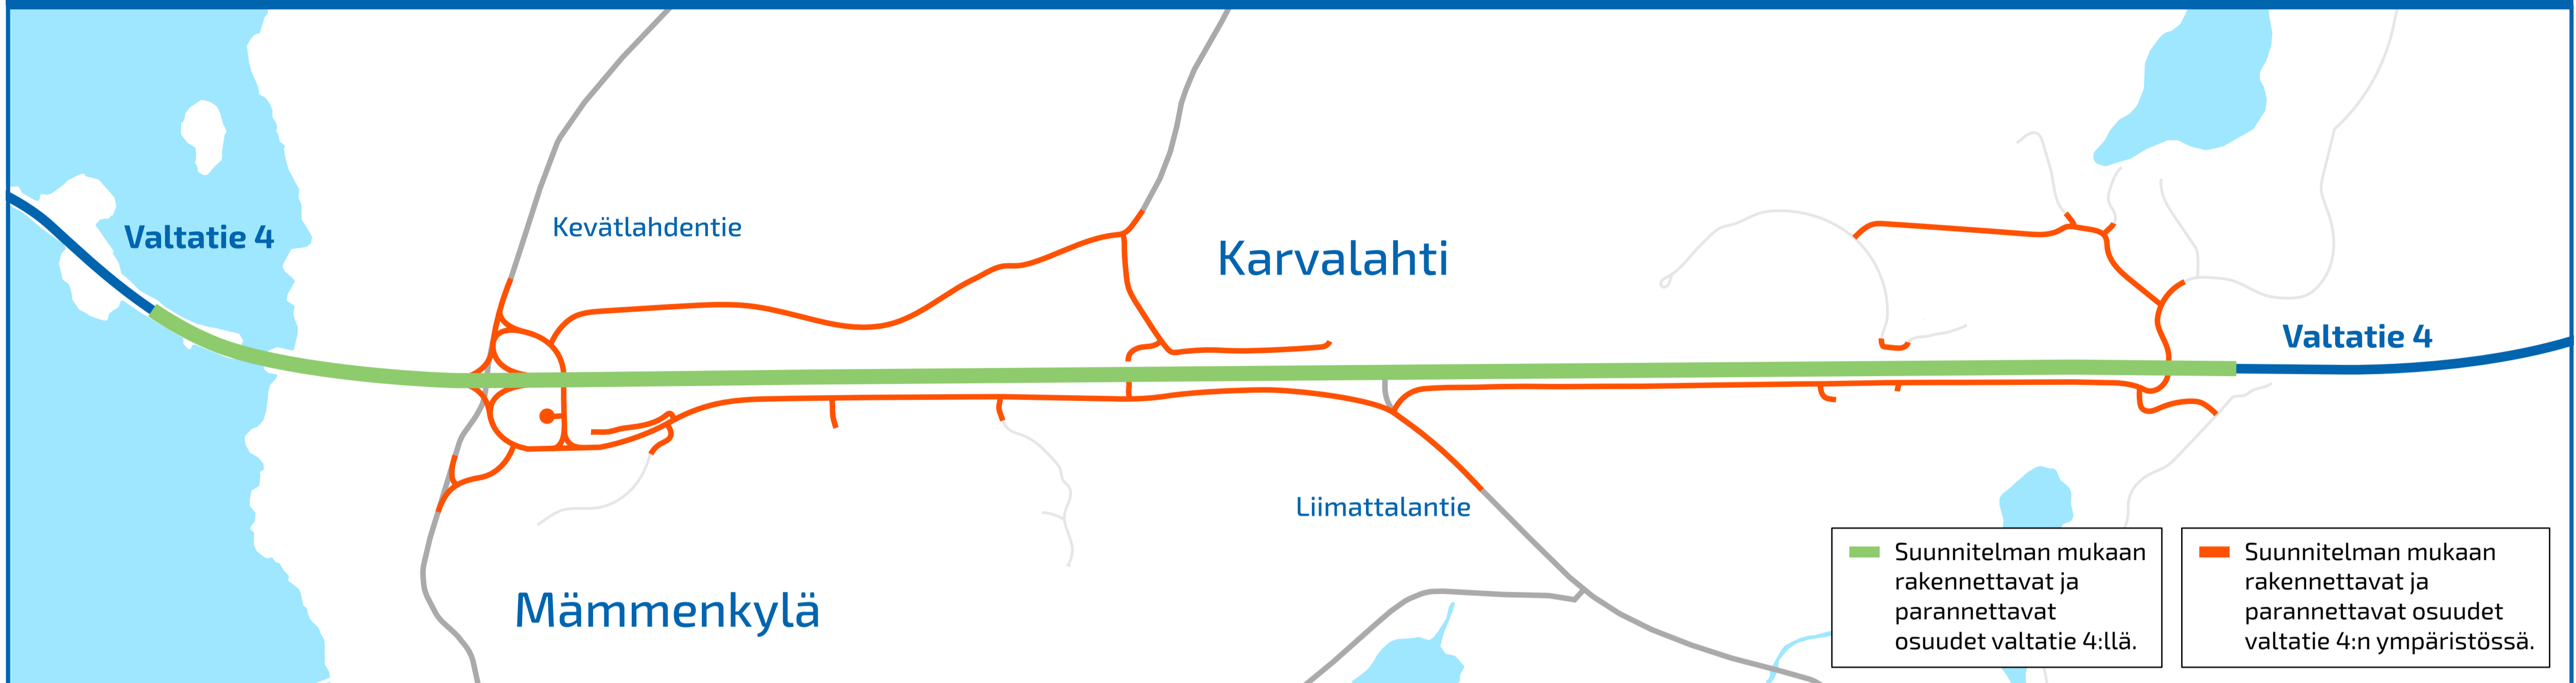 Valtatie 4
Kevätlahdentie
Karvalahti
Valtatie 4
Liimattalantie
Mämmenkylä
Suunnitelman mukaan
rakennettavat ja
parannettavat
osuudet valtatie 4:llä.
Suunnitelman mukaan
rakennettavat ja
parannettavat osuudet
valtatie 4:n ympäristössä.